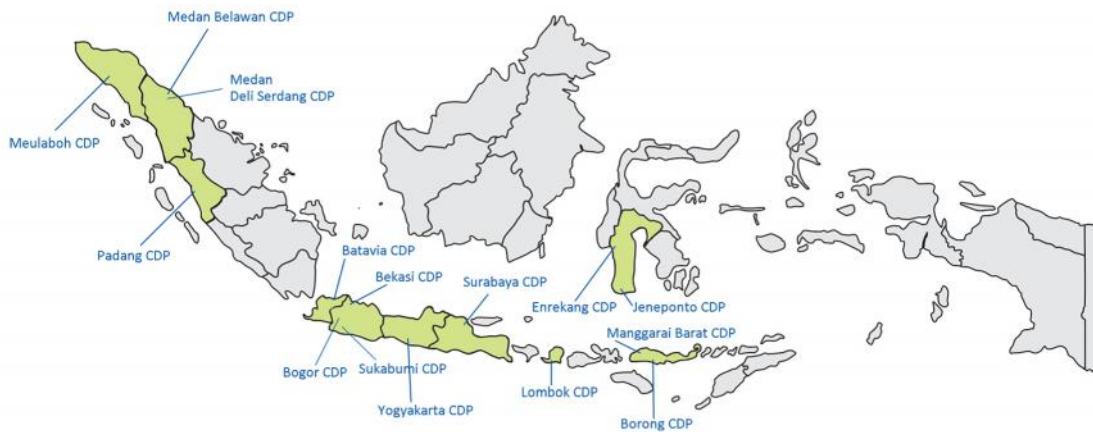 Medan Belawan CDP
Medan
Deli Serdang CDP
Meulaboh CDP
Padang CDP
Batavia CDP
Bekasi CDP
Surabaya CDP
Enrekang CDP
Jeneponto CDP
Manggarai Barat CDP
Bogor CDP
Sukabumi CDP
Lombok CDP
Borong CDP
Yogyakarta CDP